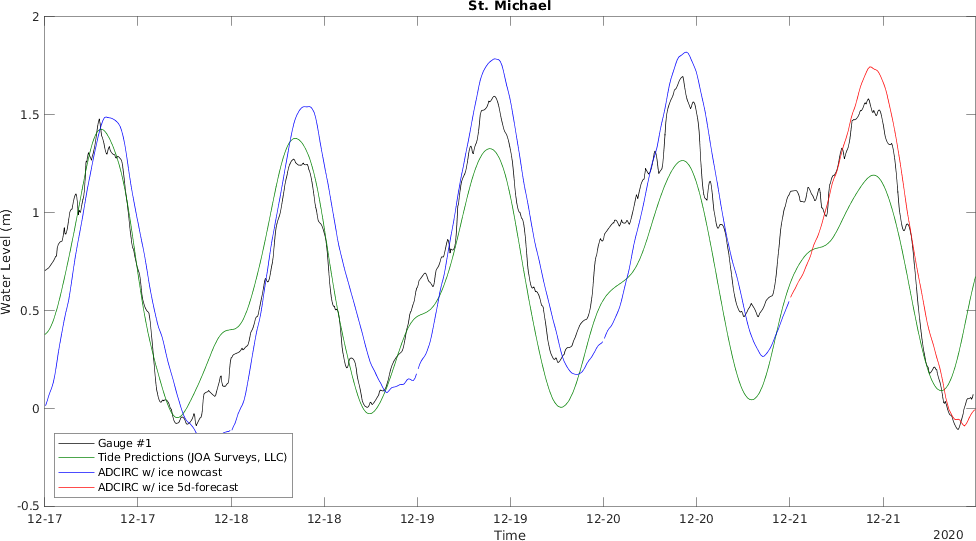 St. Michael
2
1.5
1
0.5
0
-0.5
Water Level (m)
Gauge #1
Tide Predictions (JOA Surveys, LLC)
ADCIRC w/ ice nowcast
ADCIRC w/ ice 5d-forecast
12-17 12-17 12-18 12-18 12-19 12-19 12-20 12-20 12-21 12-21
Time
2020